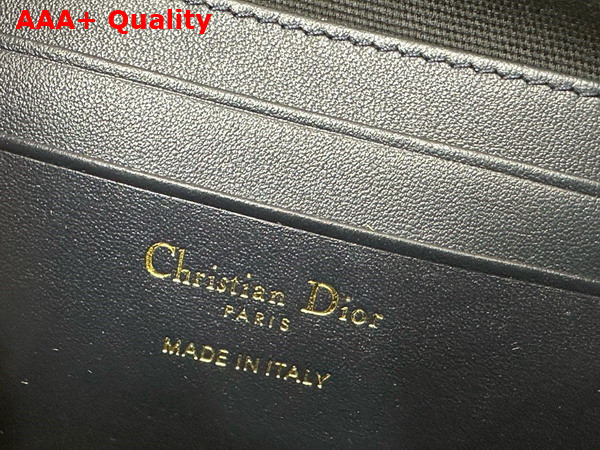 AAA+ Quality
Christian Dior
PARIS
MADE IN ITALY